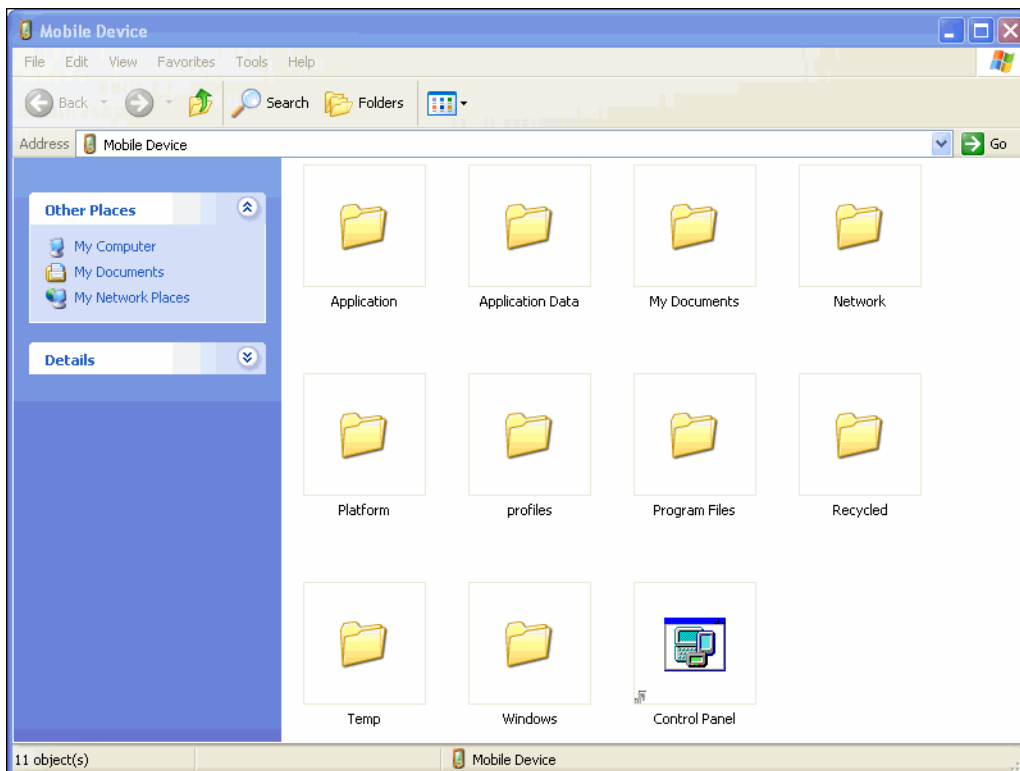 Mobile Device
File Edit View Favorites Tools Help
Back Search Folders
Address Mobile Device Go
Other Places
My Computer
My Documents
My Network Places
Details
Application Application Data My Documents Network
Platform profiles Program Files Recycled
Temp Windows Control Panel
11 object(s) Mobile Device